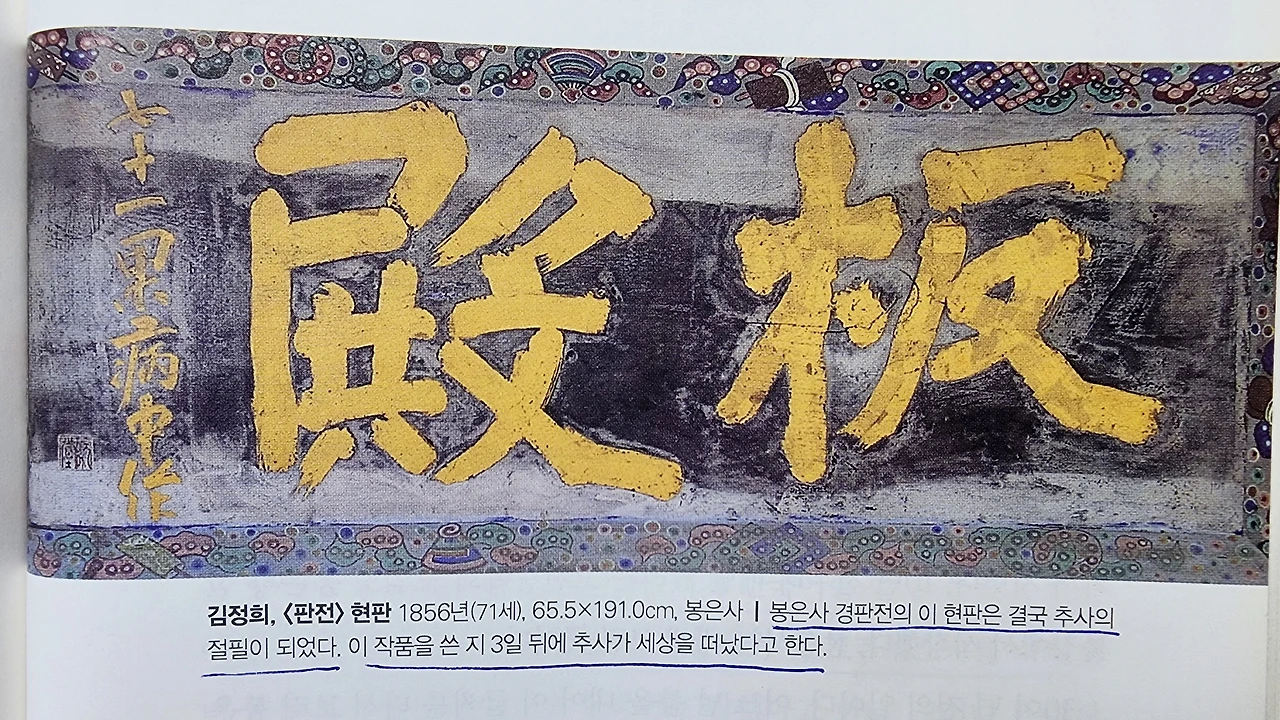 板殿
七十一果病中作
김정희, 〈판전〉 현판 1856년(71세), 65.5×191.0cm, 봉은사 | 봉은사 경판전의 이 현판은 결국 추사의
절필이 되었다. 이 작품을 쓴 지 3일 뒤에 추사가 세상을 떠났다고 한다.